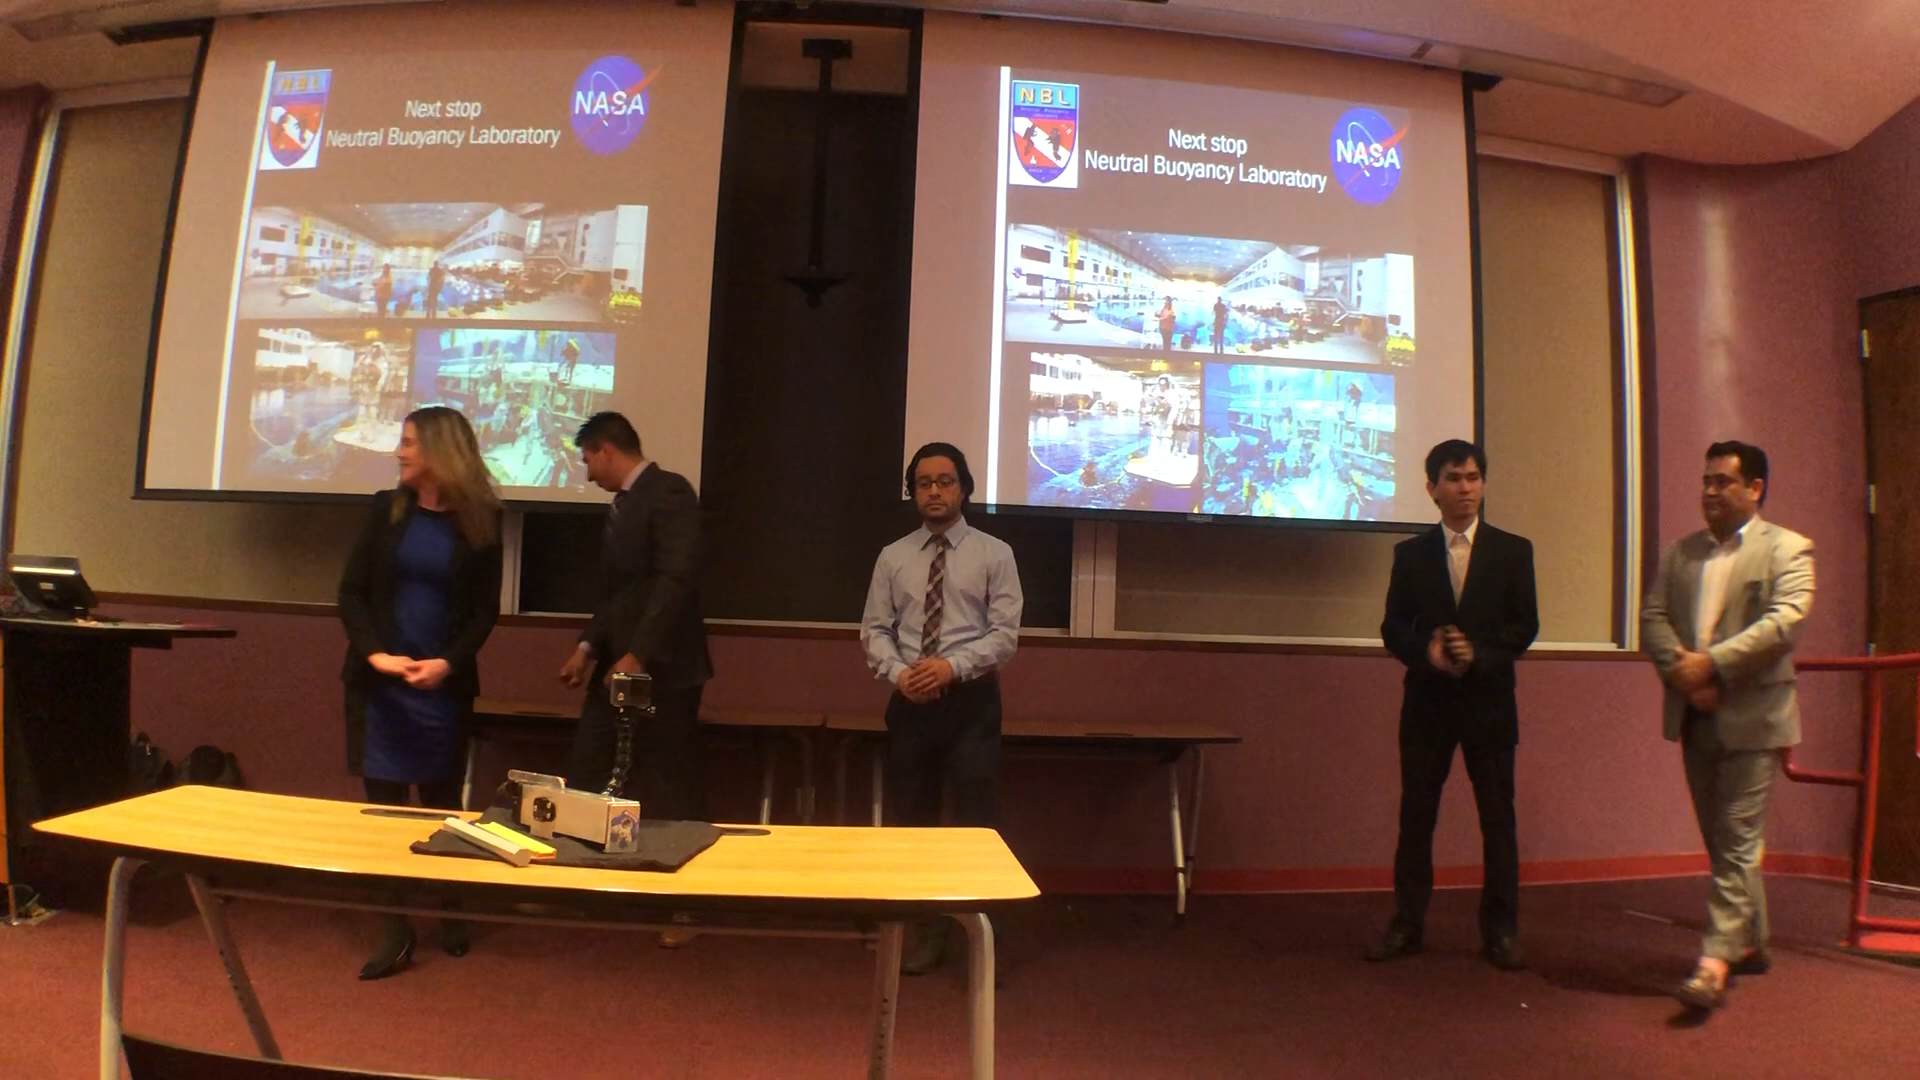 NBL
Next stop
Neutral Buoyancy Laboratory
NASA
NBL
Next stop
Neutral Buoyancy Laboratory
NASA